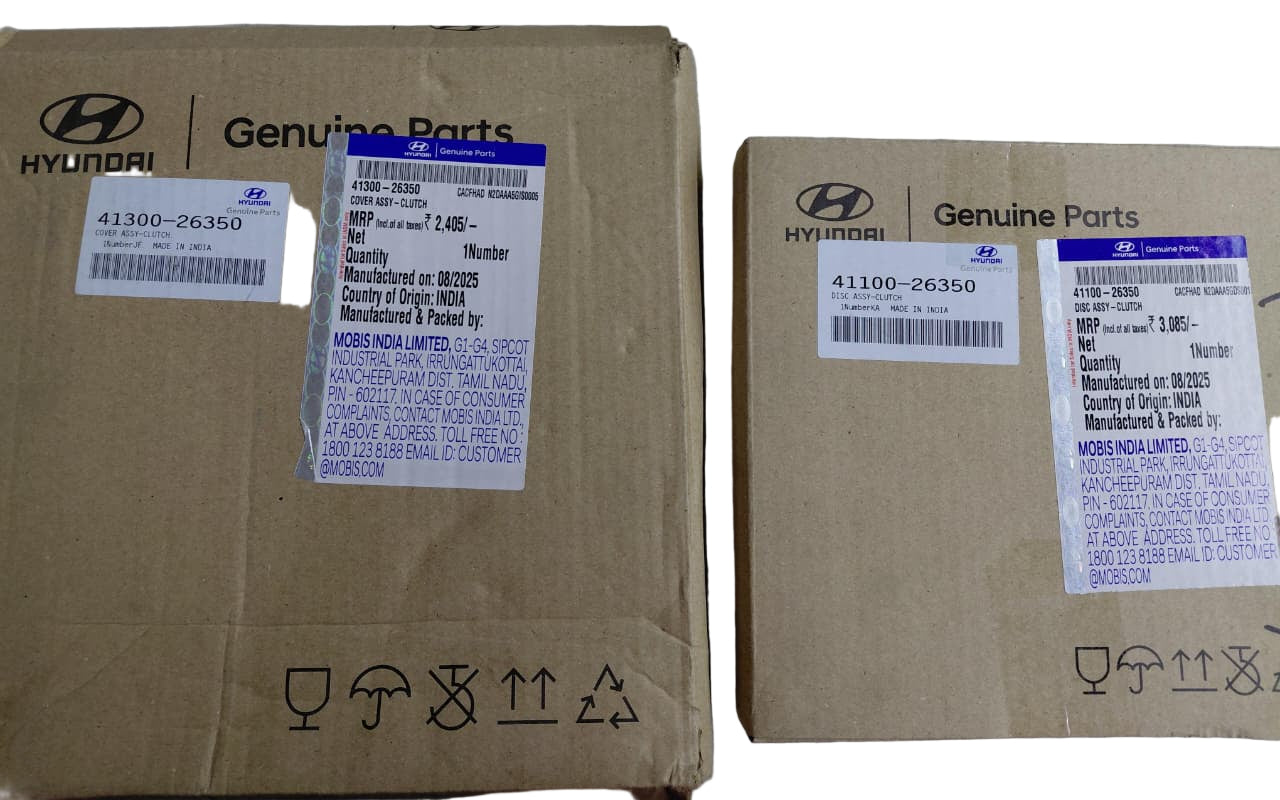 HYUNDAI
Genuine Parts
41300-26350
HYUNDAI
Genuine Parts
COVER ASSY-CLUTCH
1NumberJF MADE IN INDIA
HYUNDAI | Genuine Parts
41300-26350
COVER ASSY-CLUTCH
CACFHAD
MRP (Incl.of all taxes) ₹ 2,405/-
Net
Quantity 1Number
Manufactured on: 08/2025
Country of Origin: INDIA
Manufactured & Packed by:
MOBIS INDIA LIMITED, G1-G4, SIPCOT
INDUSTRIAL PARK, IRRUNGATTUKOTTAI,
KANCHEEPURAM DIST. TAMIL NADU,
PIN - 602117. IN CASE OF CONSUMER
COMPLAINTS, CONTACT MOBIS INDIA LTD.,
AT ABOVE ADDRESS. TOLL FREE NO :
1800 123 8188 EMAIL ID: CUSTOMER
@MOBIS.COM
HYUNDAI
Genuine Parts
HYUNDAI
Genuine Parts
41100-26350
DISC ASSY-CLUTCH
1NumberKA MADE IN INDIA
HYUNDAI | Genuine Parts
41100-26350
DISC ASSY-CLUTCH
CACFHAD
MRP (Incl.of all taxes) ₹ 3,085/-
Net
Quantity 1Number
Manufactured on: 08/2025
Country of Origin: INDIA
Manufactured & Packed by:
MOBIS INDIA LIMITED, G1-G4, SIPCOT
INDUSTRIAL PARK, IRRUNGATTUKOTTAI,
KANCHEEPURAM DIST. TAMIL NADU,
PIN - 602117. IN CASE OF CONSUMER
COMPLAINTS, CONTACT MOBIS INDIA LTD.,
AT ABOVE ADDRESS. TOLL FREE NO :
1800 123 8188 EMAIL ID: CUSTOMER
@MOBIS.COM